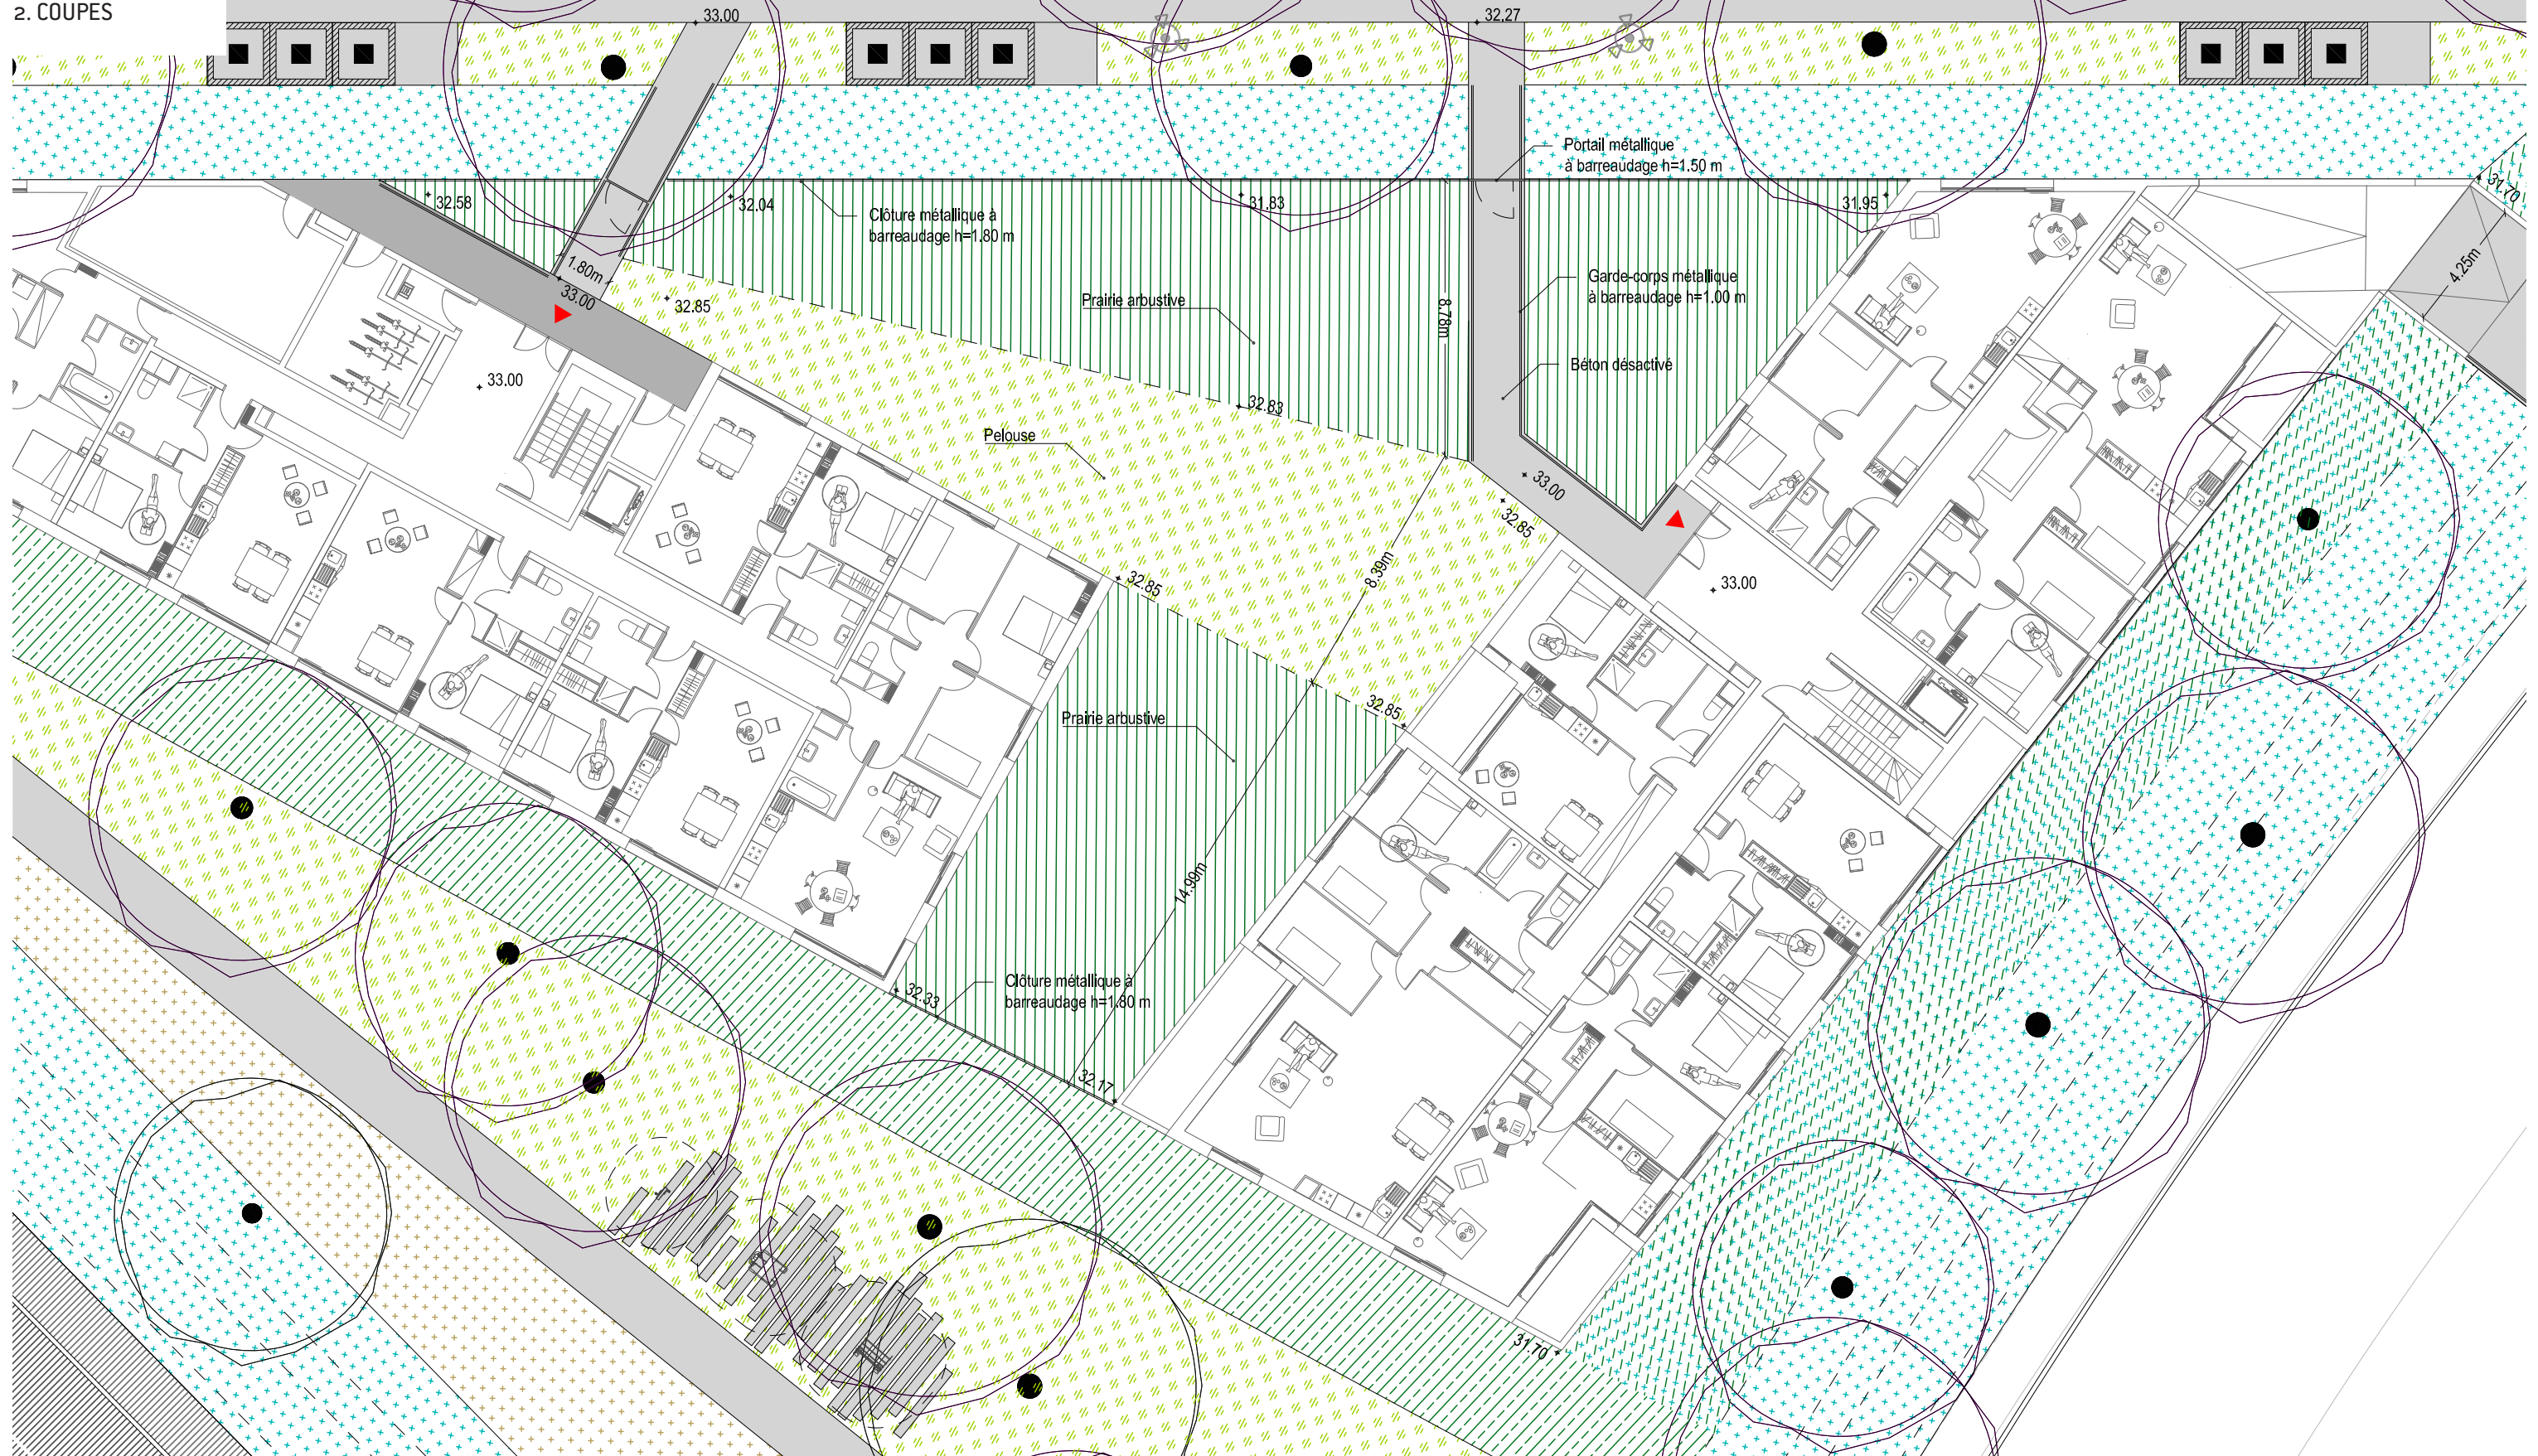 2. COUPES
33.00
32.27
Portail métallique
à barreaudage h=1.50 m
31.70
32.58
32.04
Clôture métallique à
barreaudage h=1.80 m
31.83
31.95
1.80m
33.00
32.85
Prairie arbustive
8.78m
Garde-corps métallique
à barreaudage h=1.00 m
4.25m
Béton désactivé
33.00
32.83
Pelouse
33.00
32.85
32.85
8.39m
33.00
32.85
Prairie arbustive
14.99m
Clôture métallique à
barreaudage h=1.80 m
32.33
32.17
31.70